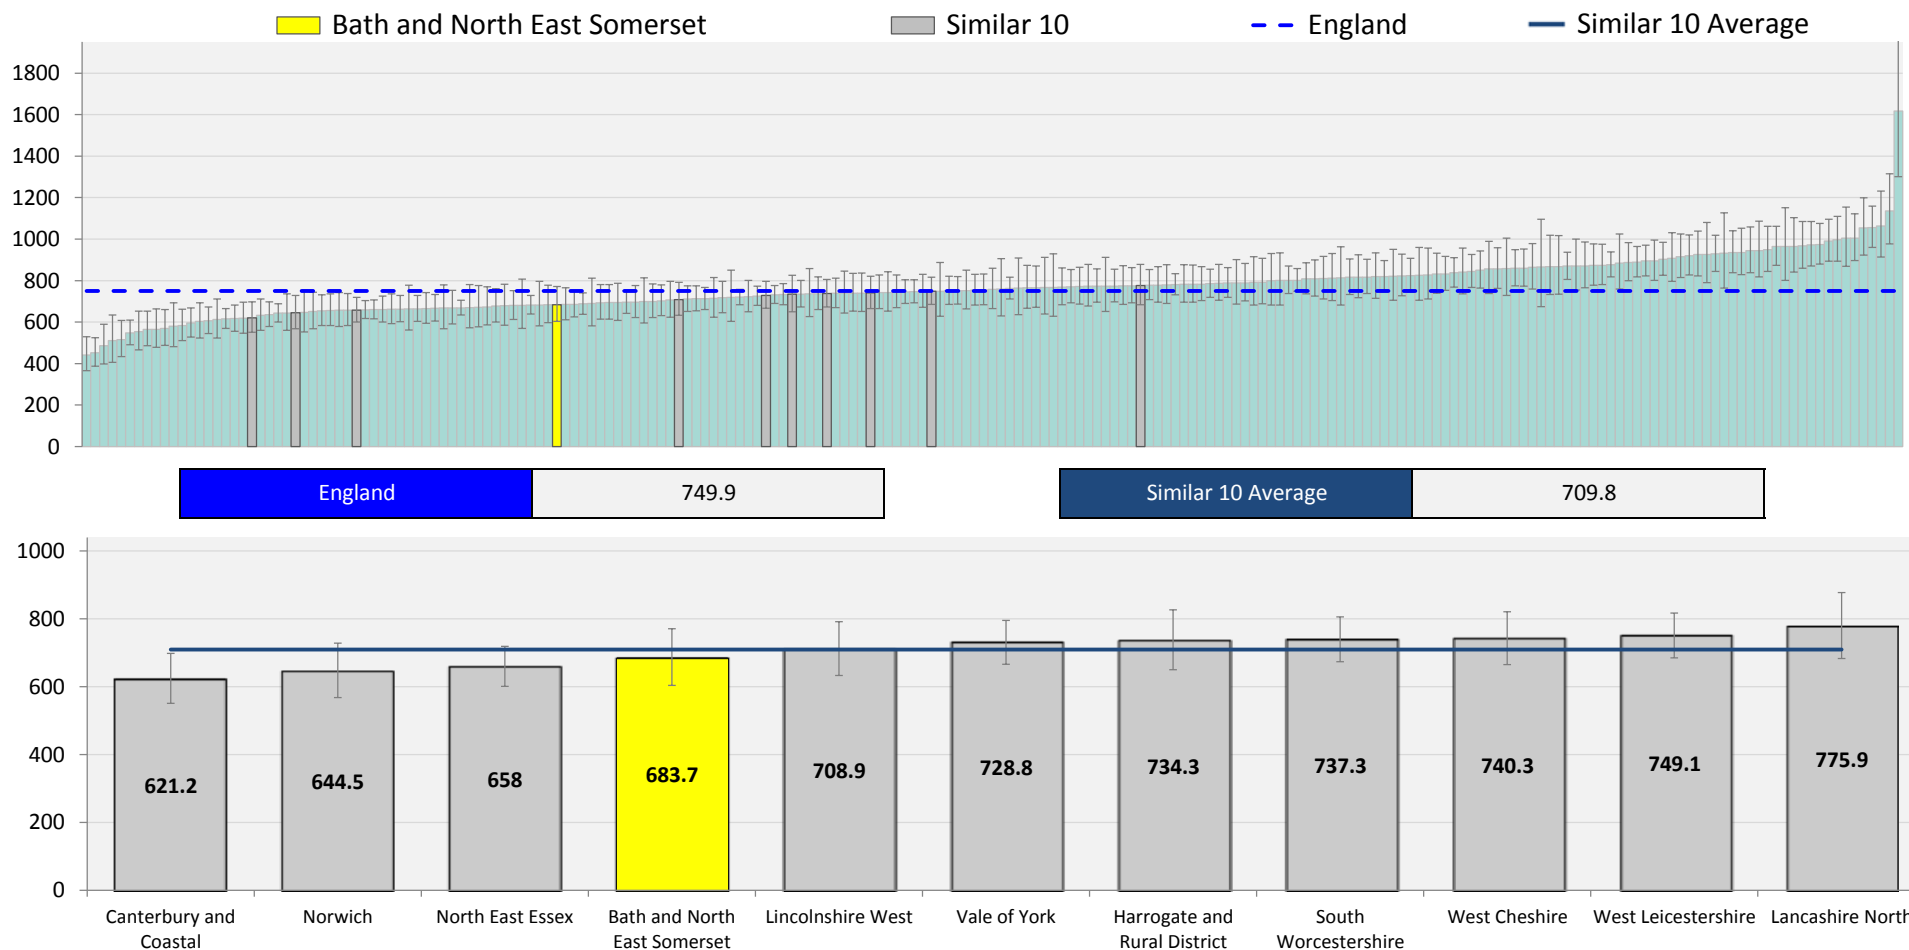 Bath and North East Somerset
Similar 10
England
Similar 10 Average
1800
1600
1400
1200
1000
800
600
400
200
0
England
749.9
Similar 10 Average
709.8
1000
800
600
400
200
0
621.2
644.5
658
683.7
708.9
728.8
734.3
737.3
740.3
749.1
775.9
Canterbury and
Coastal
Norwich
North East Essex
Bath and North
East Somerset
Lincolnshire West
Vale of York
Harrogate and
Rural District
South
Worcestershire
West Cheshire
West Leicestershire
Lancashire North